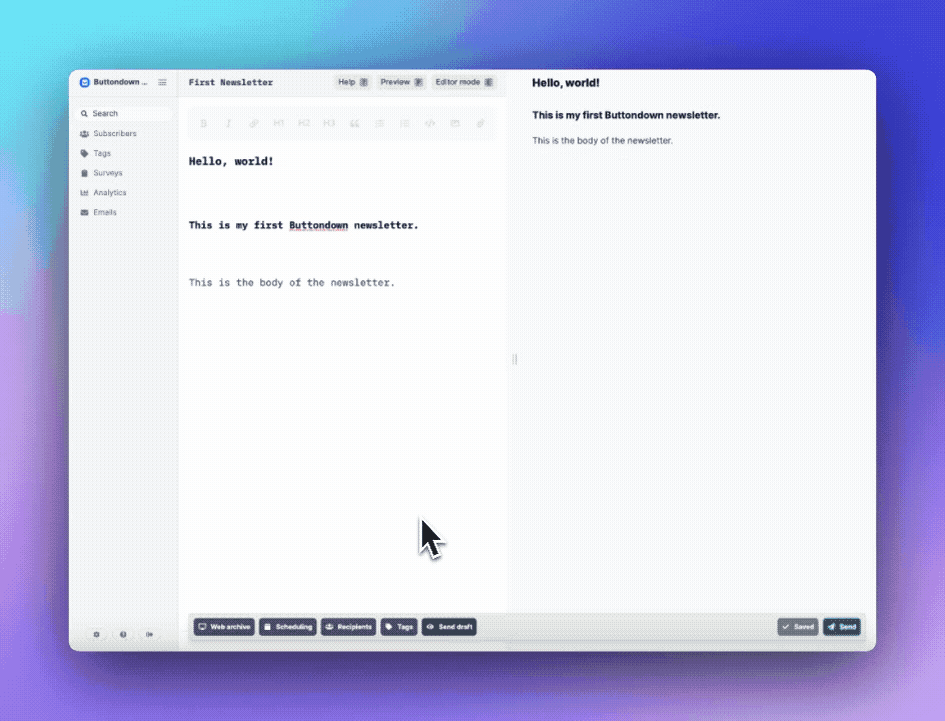 Buttondown ...
Search
Subscribers
Tags
Surveys
Analytics
Emails
First Newsletter
Help ?
Preview
Editor mode
B I H1 H2 H3
Hello, world!
This is my first Buttondown newsletter.
This is the body of the newsletter.
Hello, world!
This is my first Buttondown newsletter.
This is the body of the newsletter.
Web archive
Scheduling
Recipients
Tags
Send draft
Saved
Send